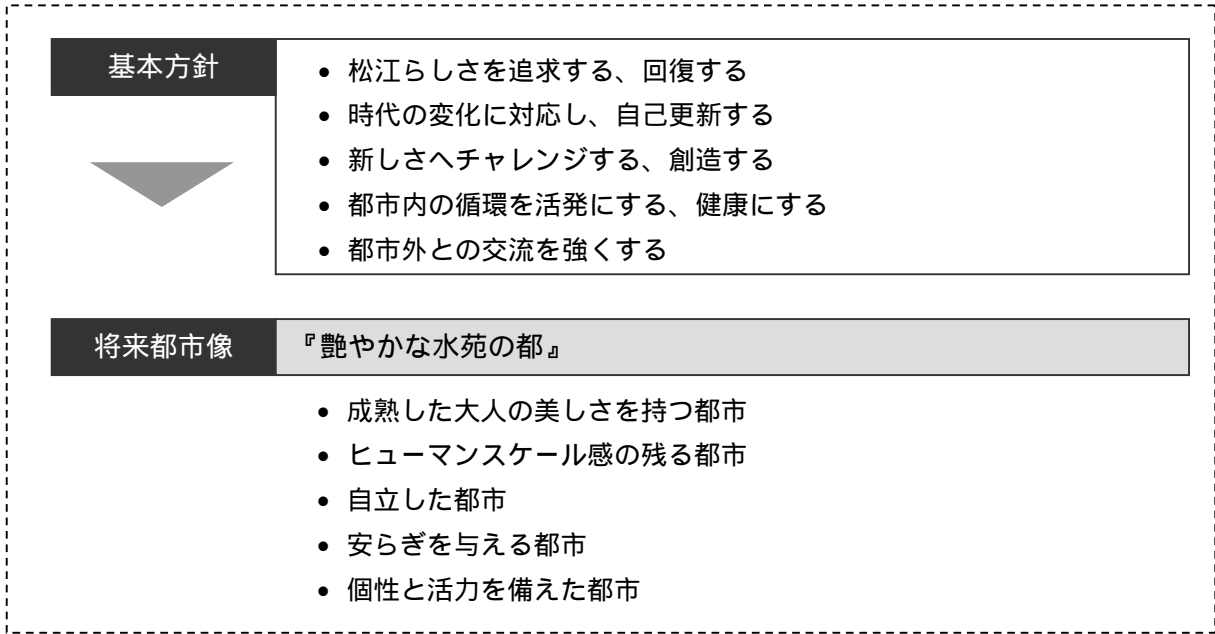 基本方針
• 松江らしさを追求する、回復する
• 時代の変化に対応し、自己更新する
• 新しさへチャレンジする、創造する
• 都市内の循環を活発にする、健康にする
• 都市外との交流を強くする
将来都市像
『艶やかな水苑の都』
• 成熟した大人の美しさを持つ都市
• ヒューマンスケール感の残る都市
• 自立した都市
• 安らぎを与える都市
• 個性と活力を備えた都市